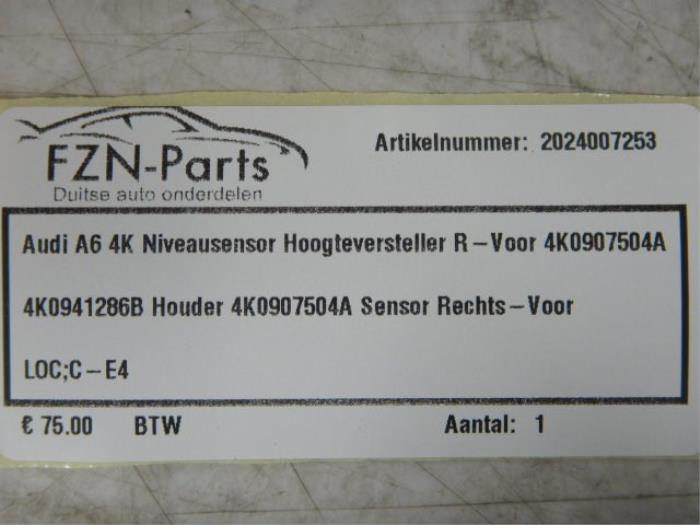 FZN-Parts
Duitse auto onderdelen
Artikelnummer: 2024007253
Audi A6 4K Niveausensor Hoogteversteller R-Voor 4K0907504A
4K0941286B Houder 4K0907504A Sensor Rechts-Voor
LOC;C-E4
€ 75.00 BTW Aantal: 1